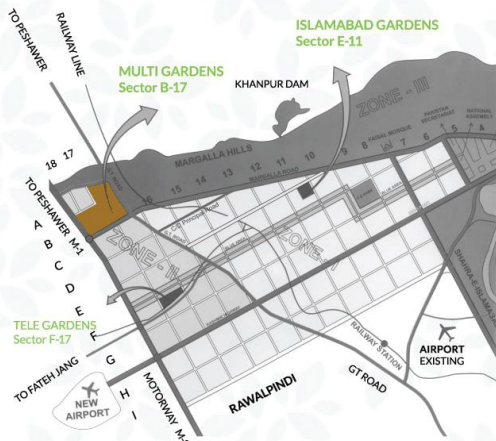 TO PESHAWER
RAILWAY LINE
MULTI GARDENS
Sector B-17
ISLAMABAD GARDENS
Sector E-11
KHANPUR DAM
ZONE - III
MARGALLA HILLS
MARGALLA ROAD
FAISAL MOSQUE
PAKISTAN
SECRETARIAT
NATIONAL
ASSEMBLY
18 17
16 15 14 13 12 11 10 9 8 7 6 5 4
TO PESHAWER M-1
G.T. ROAD
A
B
C
D
E
F
G
H
I
ZONE - II
BLUE AREA
TELE GARDENS
Sector F-17
TO FATEH JANG
NEW
AIRPORT
MOTORWAY
RAWALPINDI
RAILWAY STATION
GT ROAD
AIRPORT
EXISTING